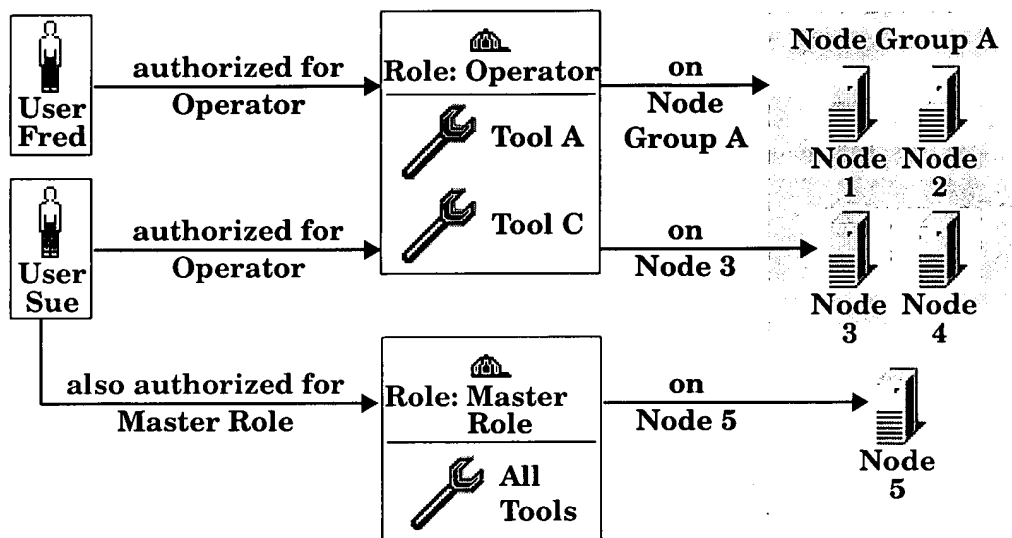 User
Fred
authorized for
Operator
Role: Operator
Tool A
Tool C
on
Node
Group A
Node Group A
Node
1
Node
2
User
Sue
authorized for
Operator
on
Node 3
Node
3
Node
4
also authorized for
Master Role
Role: Master
Role
All
Tools
on
Node 5
Node
5